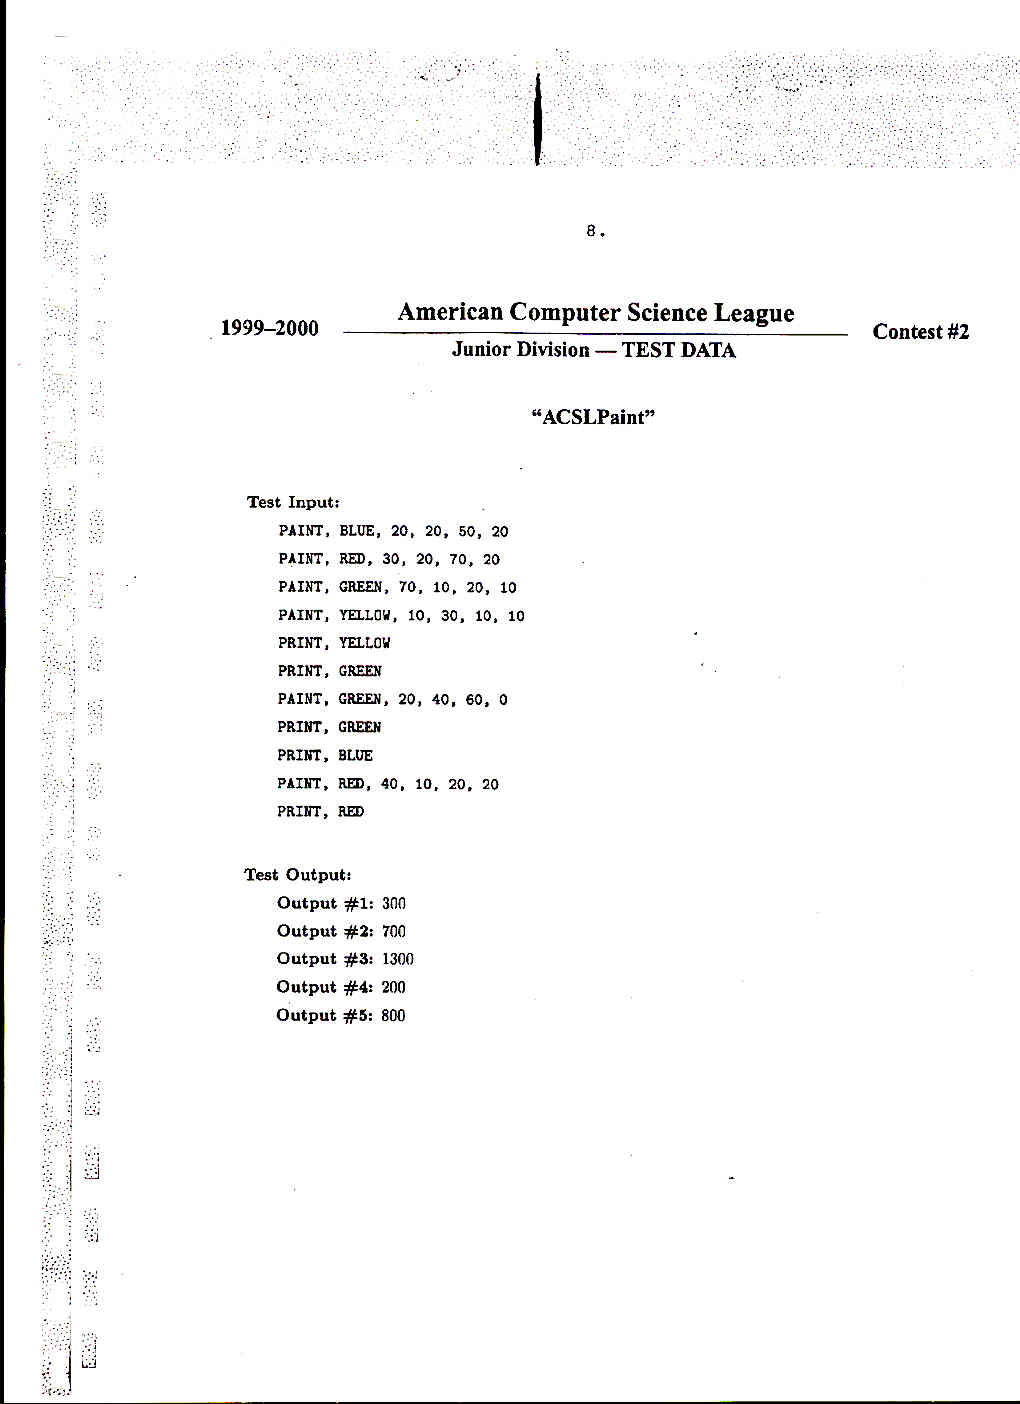 8.
American Computer Science League
1999–2000
Contest #2
Junior Division — TEST DATA
“ACSLPaint”
Test Input:
PAINT, BLUE, 20, 20, 50, 20
PAINT, RED, 30, 20, 70, 20
PAINT, GREEN, 70, 10, 20, 10
PAINT, YELLOW, 10, 30, 10, 10
PRINT, YELLOW
PRINT, GREEN
PAINT, GREEN, 20, 40, 60, 0
PRINT, GREEN
PRINT, BLUE
PAINT, RED, 40, 10, 20, 20
PRINT, RED
Test Output:
Output #1: 300
Output #2: 700
Output #3: 1300
Output #4: 200
Output #5: 800